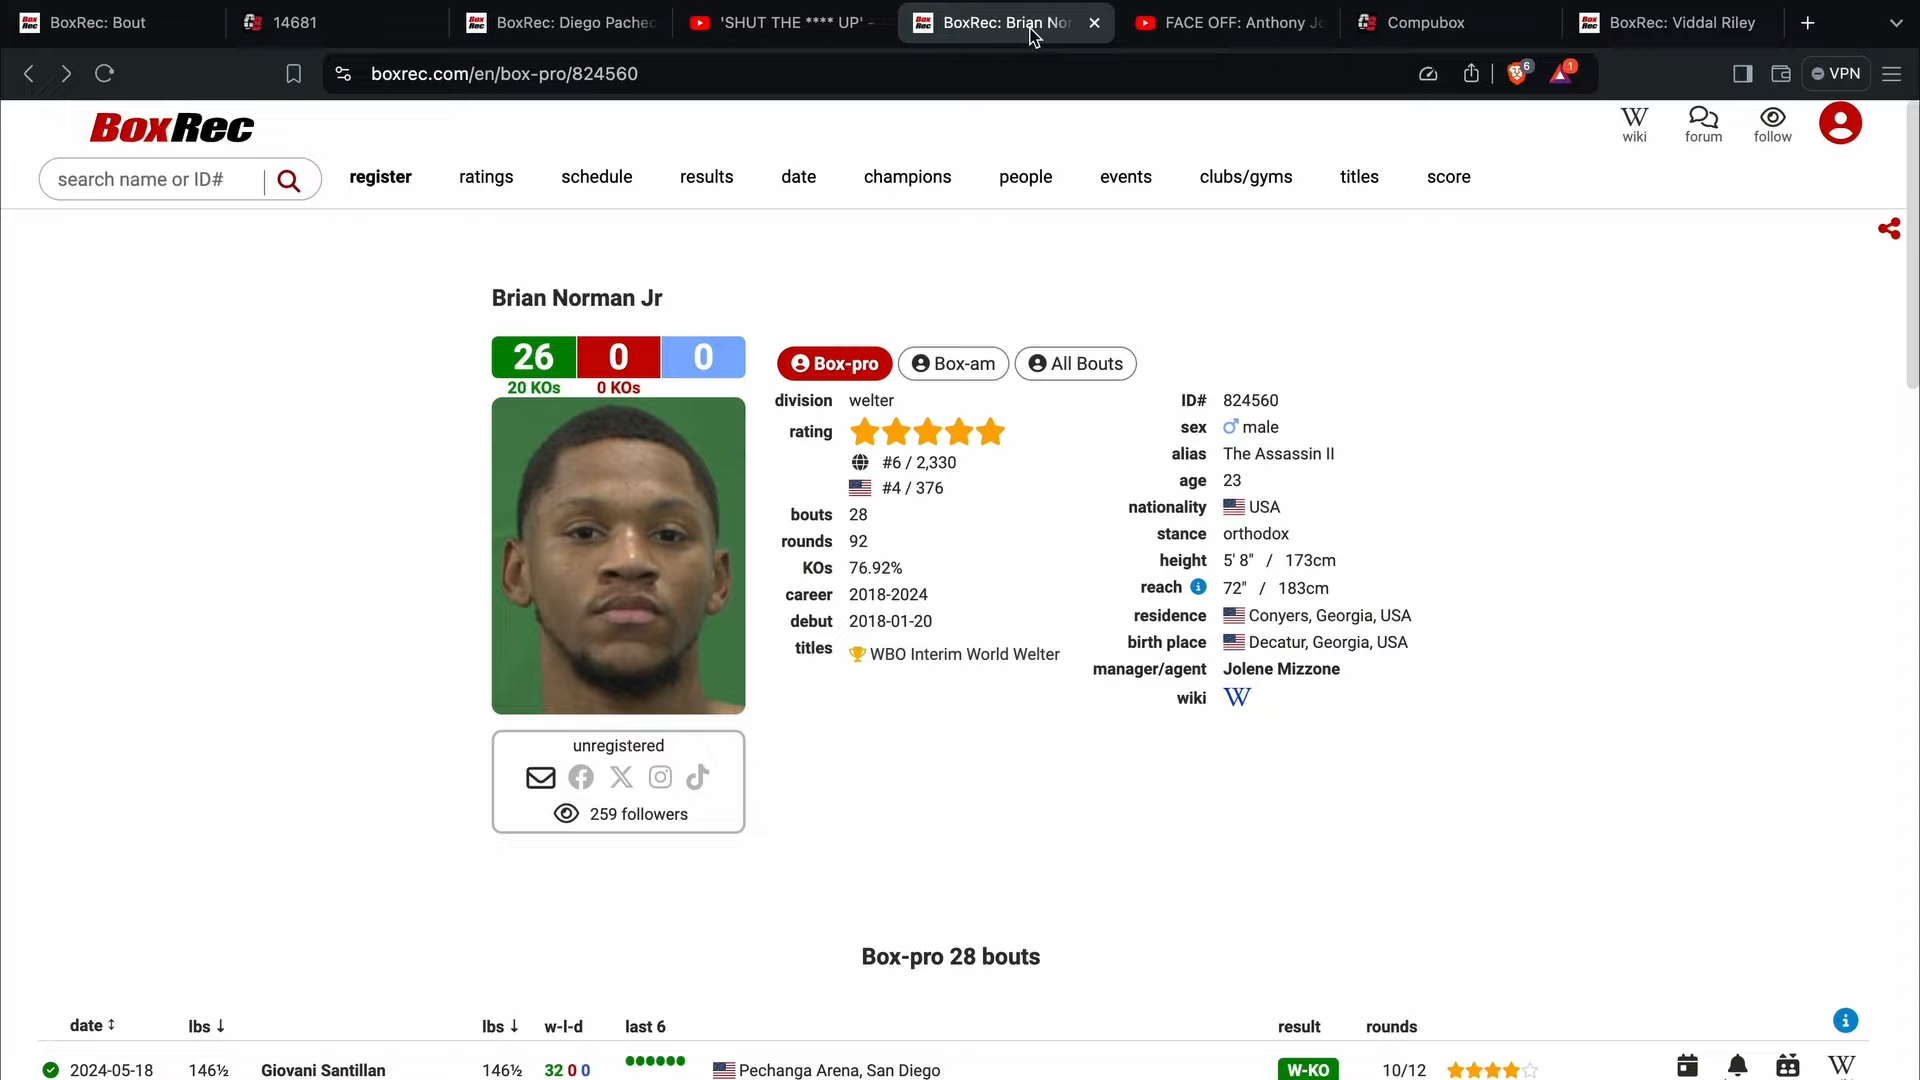 BoxRec: Bout
14681
BoxRec: Diego Pachec
'SHUT THE **** UP' -
BoxRec: Brian Nor
FACE OFF: Anthony Jo
Compubox
BoxRec: Viddal Riley
boxrec.com/en/box-pro/824560
6
1
VPN
BoxRec
wiki
forum
follow
search name or ID#
register
ratings
schedule
results
date
champions
people
events
clubs/gyms
titles
score
Brian Norman Jr
26 0 0
20 KOs 0 KOs
Box-pro
Box-am
All Bouts
division welter
rating
#6 / 2,330
#4 / 376
bouts 28
rounds 92
KOs 76.92%
career 2018-2024
debut 2018-01-20
titles WBO Interim World Welter
ID# 824560
sex male
alias The Assassin II
age 23
nationality USA
stance orthodox
height 5' 8" / 173cm
reach 72" / 183cm
residence Conyers, Georgia, USA
birth place Decatur, Georgia, USA
manager/agent Jolene Mizzone
wiki W
unregistered
259 followers
Box-pro 28 bouts
date lbs lbs w-l-d last 6 result rounds
2024-05-18 146½ Giovani Santillan 146½ 32 0 0 Pechanga Arena, San Diego W-KO 10/12